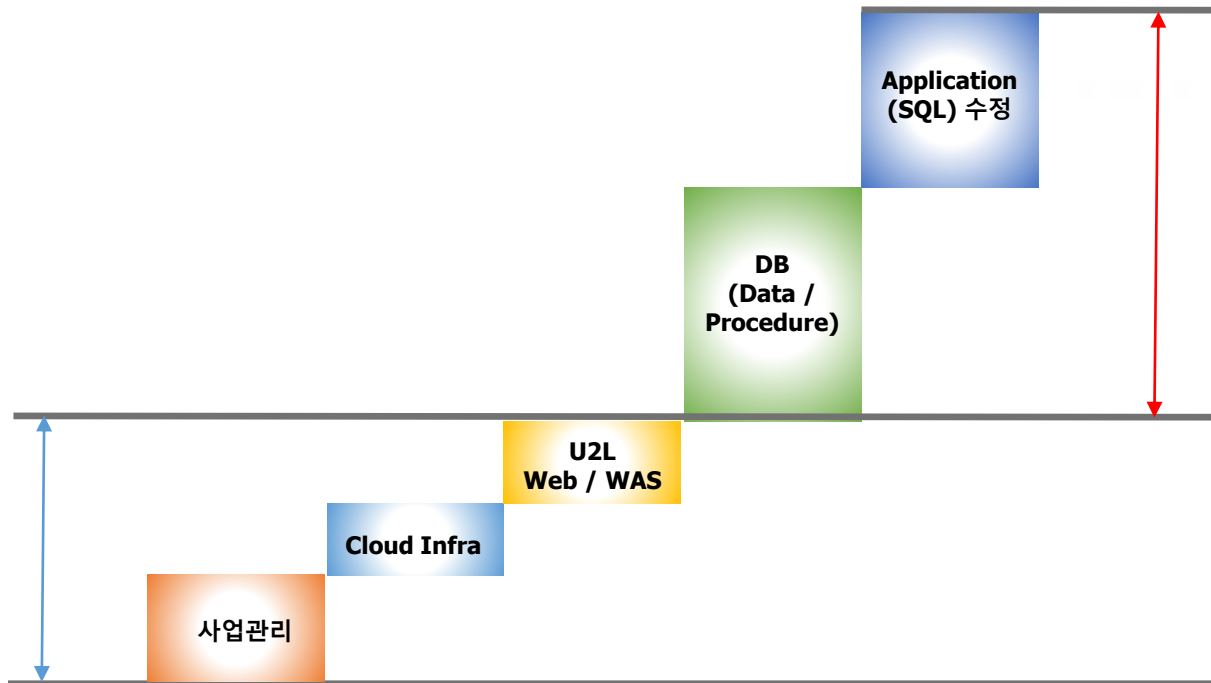 Application
(SQL) 수정
DB
(Data /
Procedure)
U2L
Web / WAS
Cloud Infra
사업관리